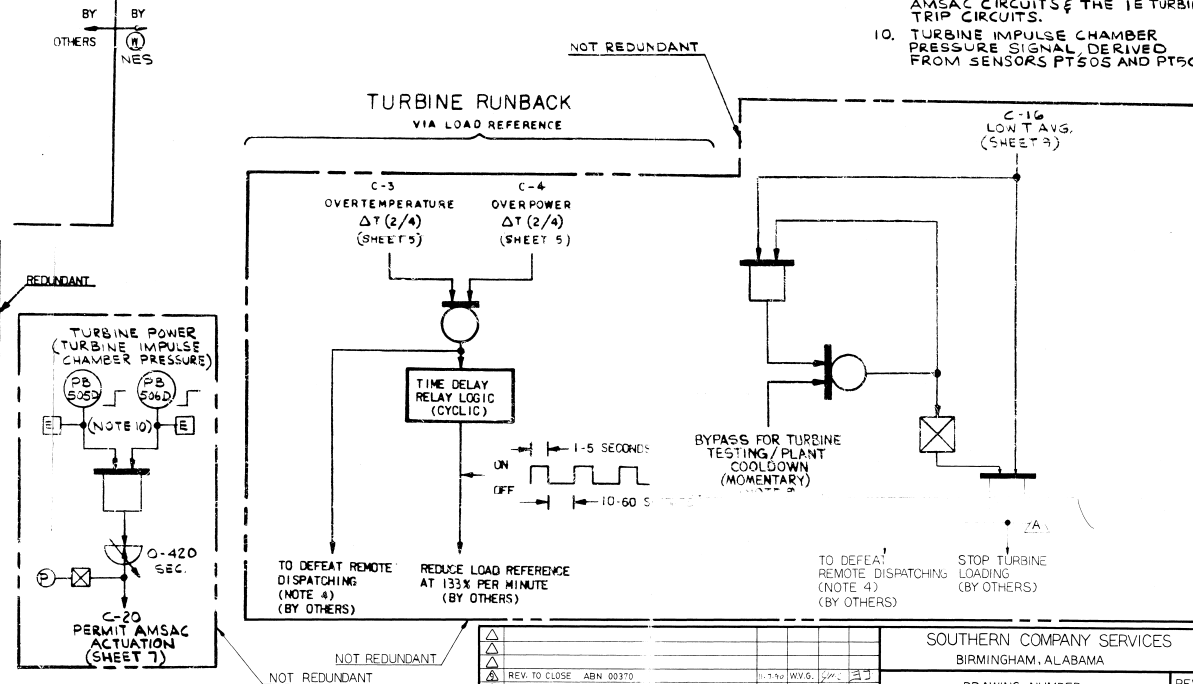 BY BY
OTHERS W
NES
NOT REDUNDANT
AMSAC CIRCUITS & THE 1E
TRIP CIRCUITS.
10. TURBINE IMPULSE CHAMBER
PRESSURE SIGNAL, DERIVED
FROM SENSORS PT505 AND
TURBINE RUNBACK
VIA LOAD REFERENCE
C-16
LOW T AVG.
(SHEET 9)
C-3
OVERTEMPERATURE
ΔT (2/4)
(SHEET 5)
C-4
OVERPOWER
ΔT (2/4)
(SHEET 5)
REDUNDANT
TURBINE POWER
(TURBINE IMPULSE
CHAMBER PRESSURE)
PB
505D
PB
506D
E (NOTE 10) E
TIME DELAY
RELAY LOGIC
(CYCLIC)
1-5 SECONDS
ON
OFF
10-60
BYPASS FOR TURBINE
TESTING/PLANT
COOLDOWN
(MOMENTARY)
2A
0-420
SEC.
P
C-20
PERMIT AMSAC
ACTUATION
(SHEET 7)
TO DEFEAT REMOTE
DISPATCHING
(NOTE 4)
(BY OTHERS)
REDUCE LOAD REFERENCE
AT 133% PER MINUTE
(BY OTHERS)
TO DEFEAT
REMOTE DISPATCHING
(NOTE 4)
(BY OTHERS)
STOP TURBINE
LOADING
(BY OTHERS)
NOT REDUNDANT
NOT REDUNDANT
REV. TO CLOSE ABN 00370 W.V.G.
SOUTHERN COMPANY SERVICES
BIRMINGHAM, ALABAMA
DRAWING NUMBER